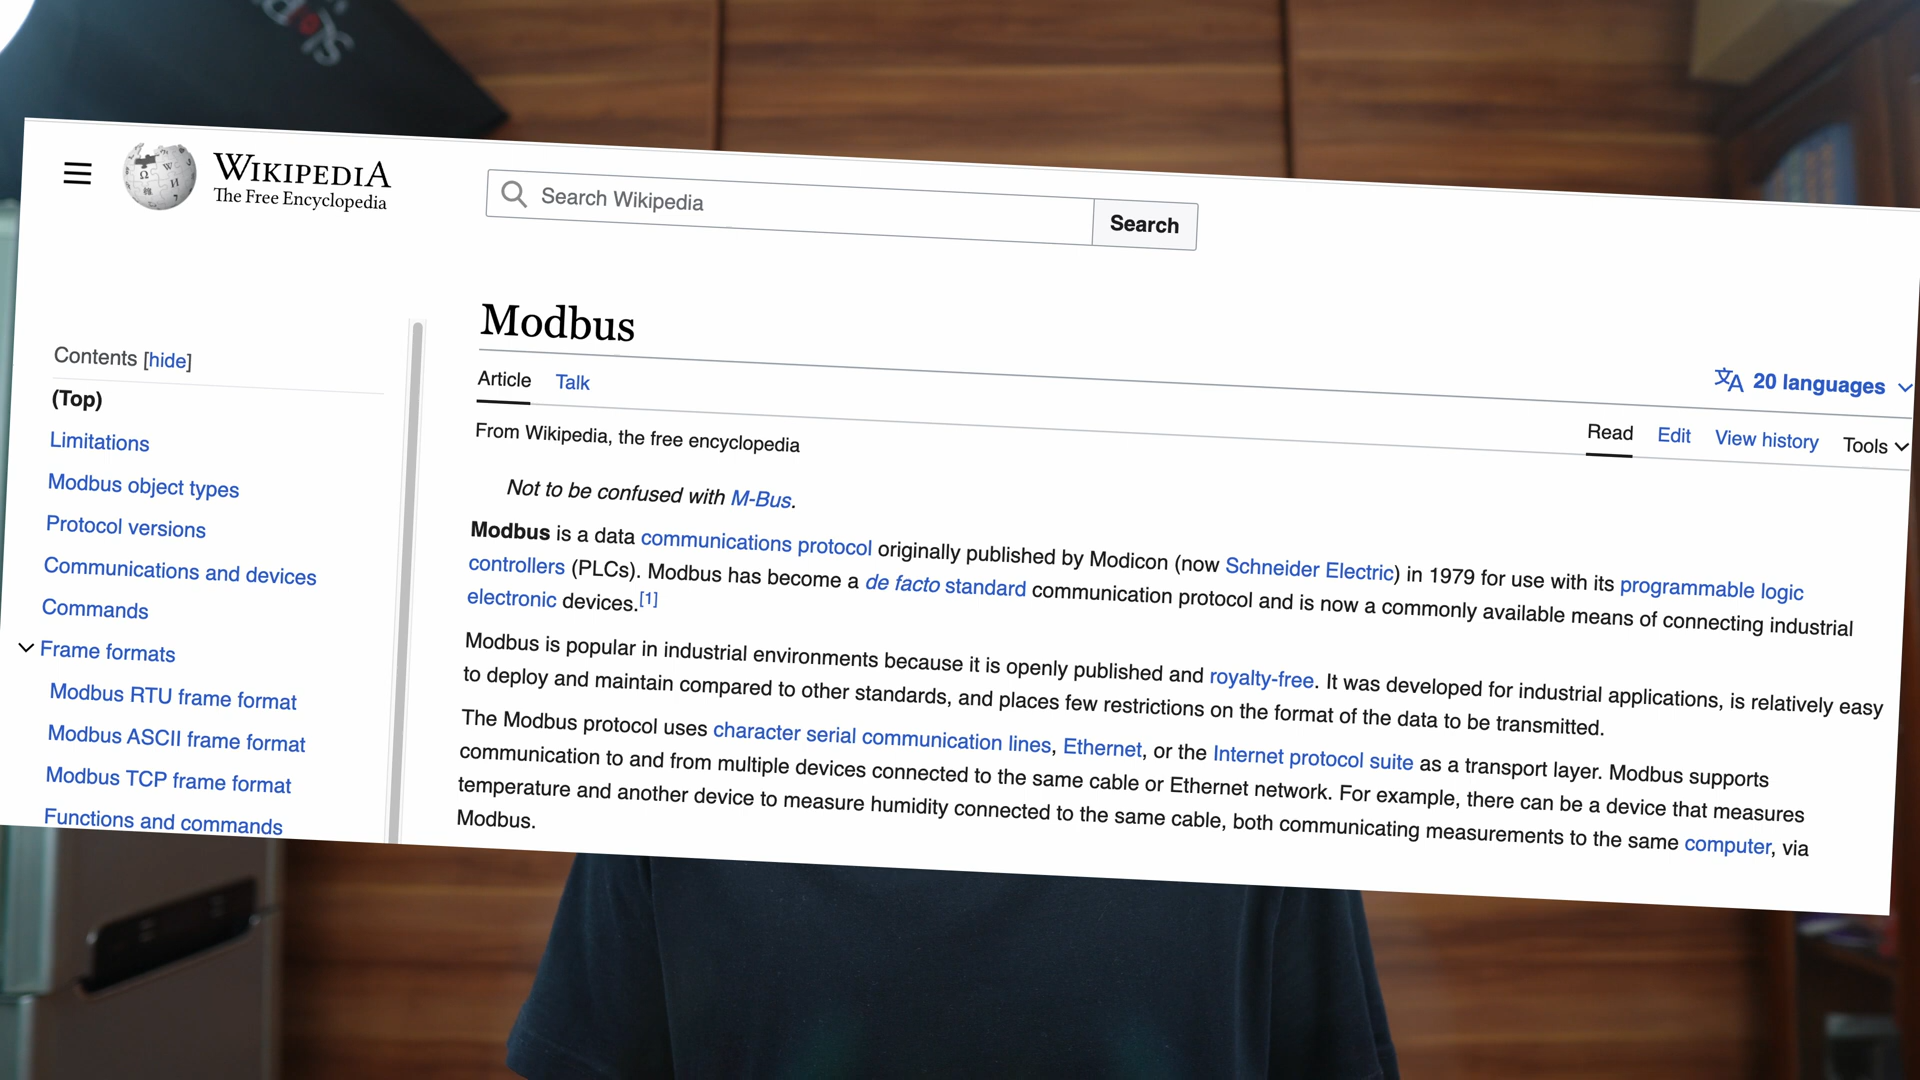 WIKIPEDIA
The Free Encyclopedia
Search Wikipedia
Search
Contents [hide]
(Top)
Limitations
Modbus object types
Protocol versions
Communications and devices
Commands
Frame formats
Modbus RTU frame format
Modbus ASCII frame format
Modbus TCP frame format
Functions and commands
Modbus
20 languages
Article Talk
Read Edit View history Tools
From Wikipedia, the free encyclopedia
Not to be confused with M-Bus.
Modbus is a data communications protocol originally published by Modicon (now Schneider Electric) in 1979 for use with its programmable logic
controllers (PLCs). Modbus has become a de facto standard communication protocol and is now a commonly available means of connecting industrial
electronic devices.[1]
Modbus is popular in industrial environments because it is openly published and royalty-free. It was developed for industrial applications, is relatively easy
to deploy and maintain compared to other standards, and places few restrictions on the format of the data to be transmitted.
The Modbus protocol uses character serial communication lines, Ethernet, or the Internet protocol suite as a transport layer. Modbus supports
communication to and from multiple devices connected to the same cable or Ethernet network. For example, there can be a device that measures
temperature and another device to measure humidity connected to the same cable, both communicating measurements to the same computer, via
Modbus.